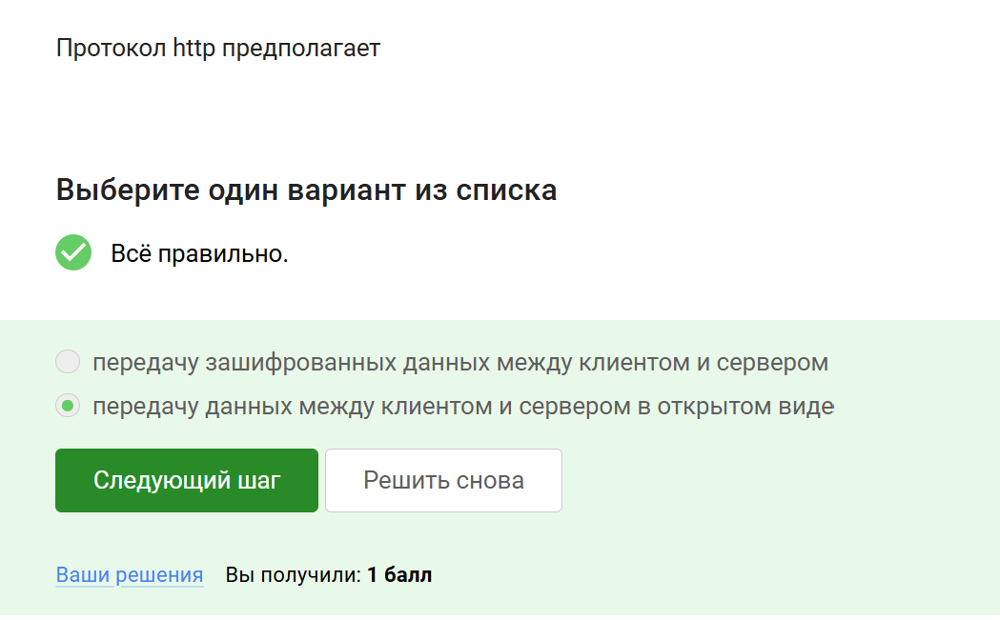 Протокол http предполагает
Выберите один вариант из списка
Всё правильно.
передачу зашифрованных данных между клиентом и сервером
передачу данных между клиентом и сервером в открытом виде
Следующий шаг
Решить снова
Ваши решения Вы получили: 1 балл